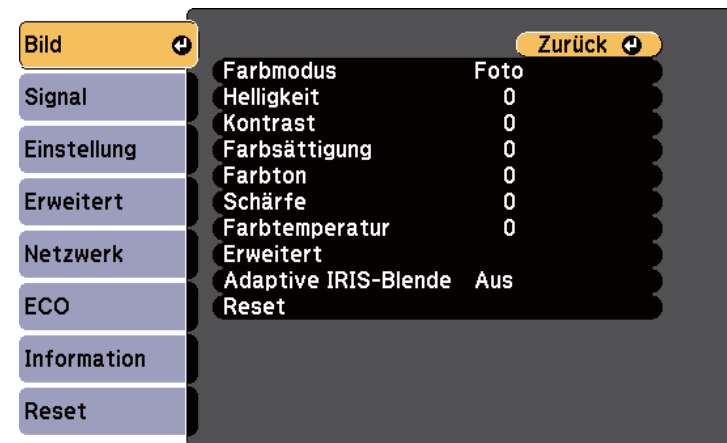 Bild
Signal
Einstellung
Erweitert
Netzwerk
ECO
Information
Reset
Zurück
Farbmodus Foto
Helligkeit 0
Kontrast 0
Farbsättigung 0
Farbton 0
Schärfe 0
Farbtemperatur 0
Erweitert
Adaptive IRIS-Blende Aus
Reset